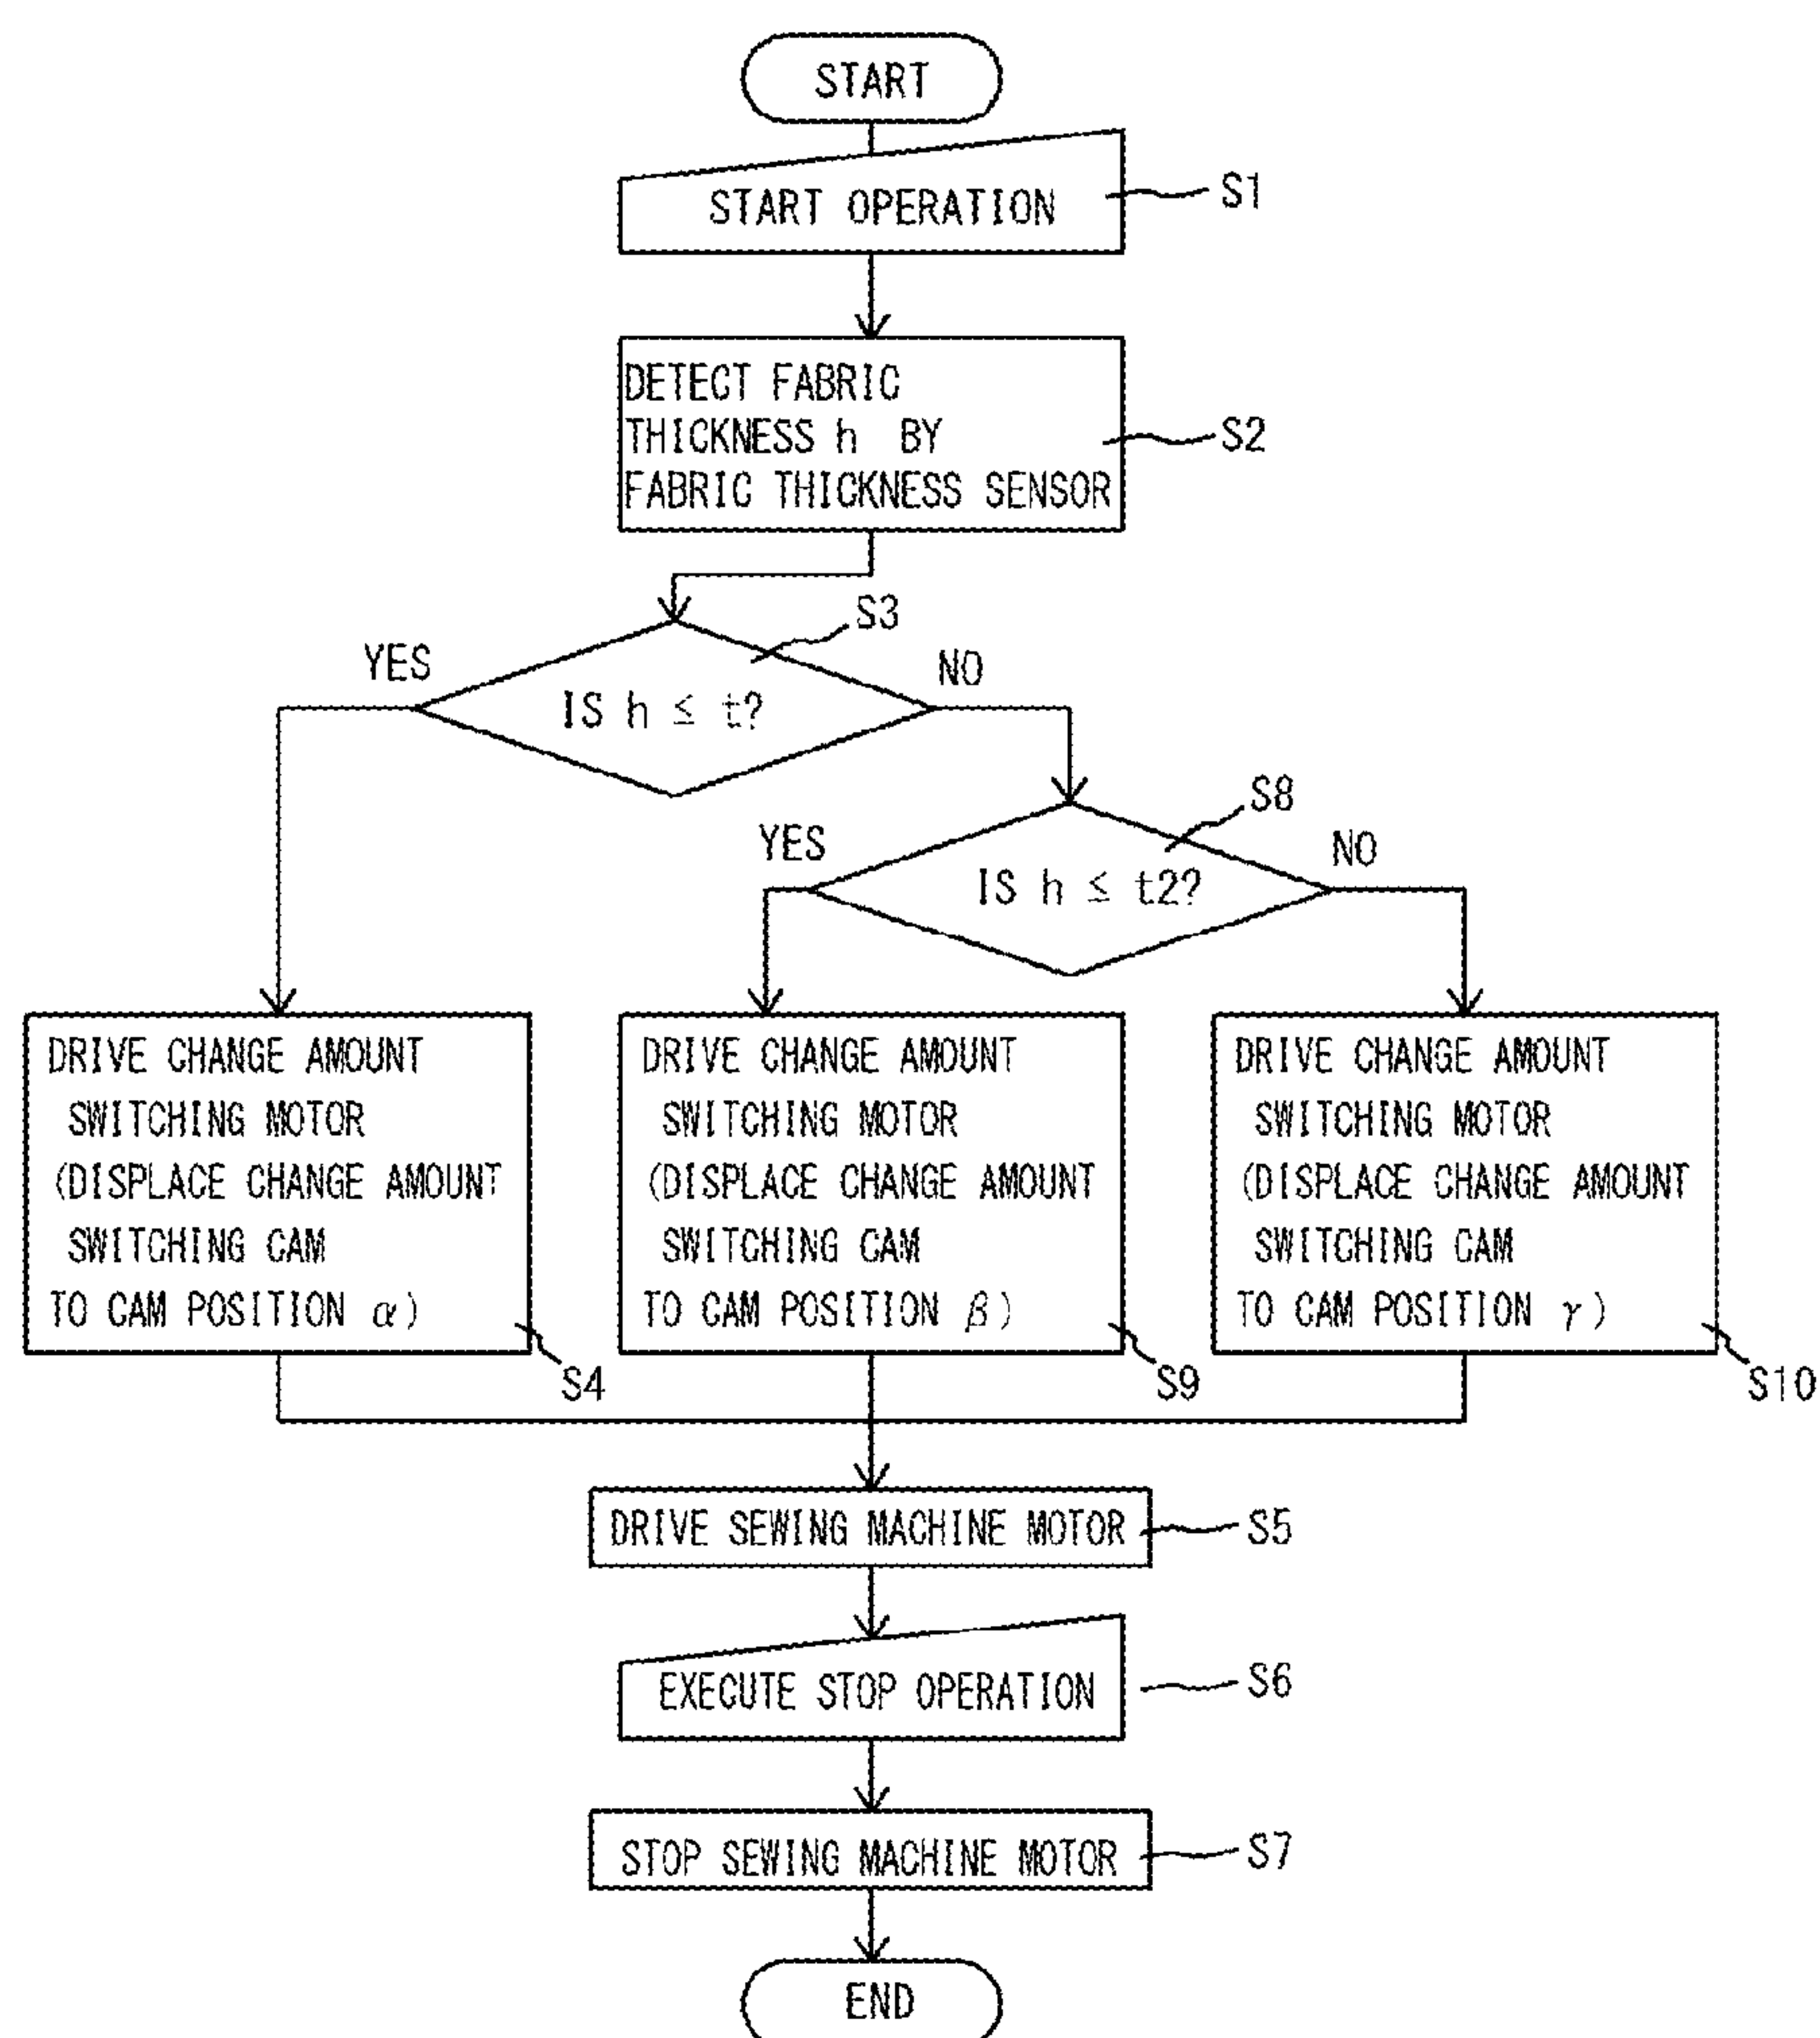 START
START OPERATION
S1
DETECT FABRIC
THICKNESS h BY
FABRIC THICKNESS SENSOR
S2
S3
YES
NO
IS h ≤ t?
S8
YES
NO
IS h ≤ t2?
DRIVE CHANGE AMOUNT
SWITCHING MOTOR
(DISPLACE CHANGE AMOUNT
SWITCHING CAM
TO CAM POSITION α)
S4
DRIVE CHANGE AMOUNT
SWITCHING MOTOR
(DISPLACE CHANGE AMOUNT
SWITCHING CAM
TO CAM POSITION β)
S9
DRIVE CHANGE AMOUNT
SWITCHING MOTOR
(DISPLACE CHANGE AMOUNT
SWITCHING CAM
TO CAM POSITION γ)
S10
DRIVE SEWING MACHINE MOTOR
S5
EXECUTE STOP OPERATION
S6
STOP SEWING MACHINE MOTOR
S7
END